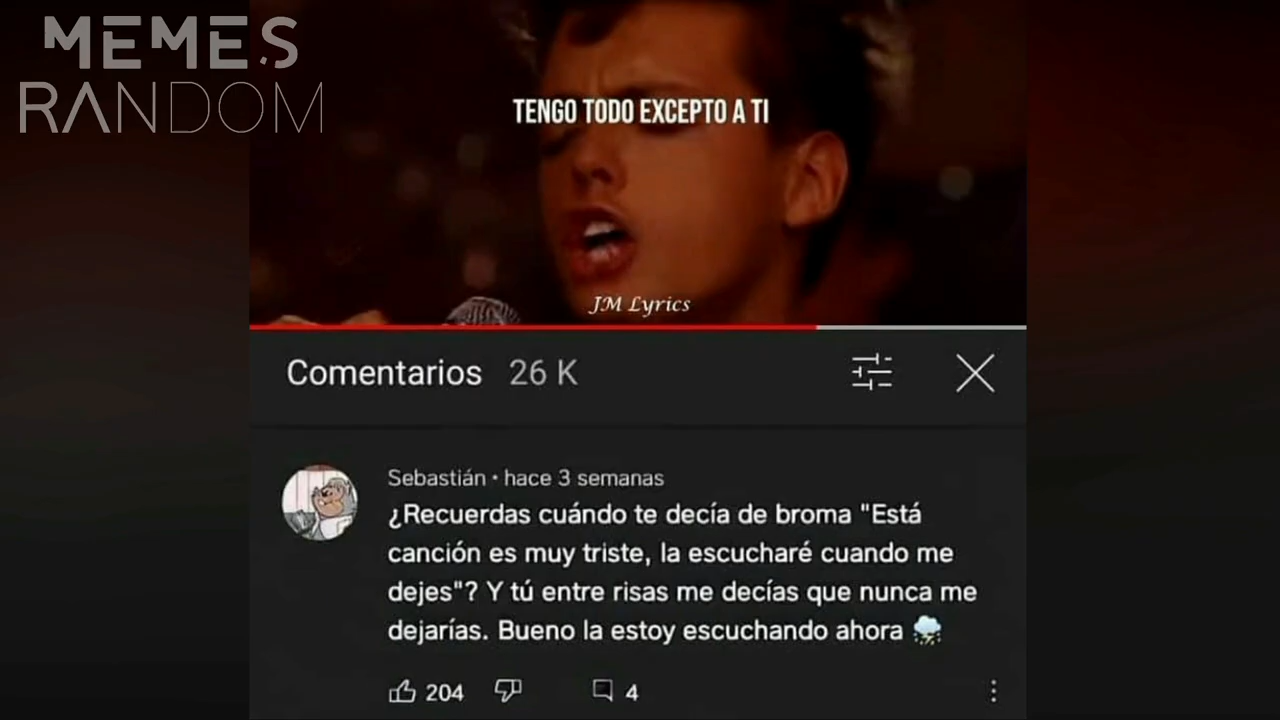 MEMES
RANDOM
TENGO TODO EXCEPTO A TI
JM Lyrics
Comentarios 26 K
Sebastián • hace 3 semanas
¿Recuerdas cuándo te decía de broma "Está
canción es muy triste, la escucharé cuando me
dejes"? Y tú entre risas me decías que nunca me
dejarías. Bueno la estoy escuchando ahora 🌧️
204 4